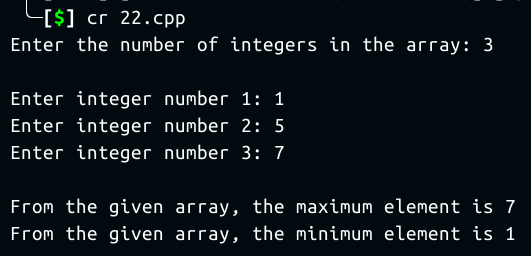 [$] cr 22.cpp
Enter the number of integers in the array: 3
Enter integer number 1: 1
Enter integer number 2: 5
Enter integer number 3: 7
From the given array, the maximum element is 7
From the given array, the minimum element is 1